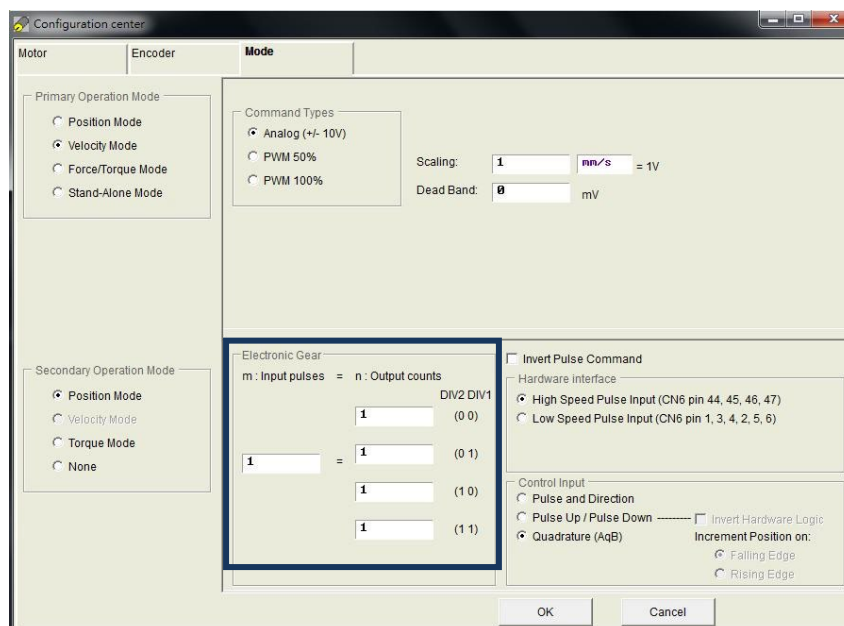 Configuration center
Motor
Encoder
Mode
Primary Operation Mode
Position Mode
Velocity Mode
Force/Torque Mode
Stand-Alone Mode
Command Types
Analog (+/- 10V)
PWM 50%
PWM 100%
Scaling: 1 mm/s = 1V
Dead Band: 0 mV
Secondary Operation Mode
Position Mode
Velocity Mode
Torque Mode
None
Electronic Gear
m : Input pulses = n : Output counts
DIV2 DIV1
1 (0 0)
1 = 1 (0 1)
1 (1 0)
1 (1 1)
Invert Pulse Command
Hardware interface
High Speed Pulse Input (CN6 pin 44, 45, 46, 47)
Low Speed Pulse Input (CN6 pin 1, 3, 4, 2, 5, 6)
Control Input
Pulse and Direction
Pulse Up / Pulse Down --------- Invert Hardware Logic
Quadrature (AqB) Increment Position on:
Falling Edge
Rising Edge
OK
Cancel